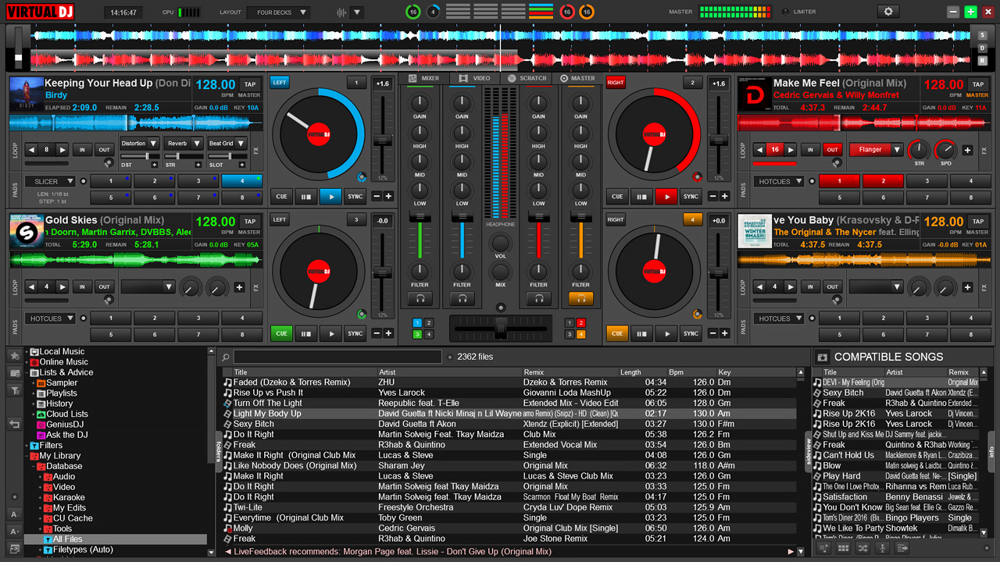 VIRTUALDJ
14:16:47
CPU
LAYOUT
FOUR DECKS
16
4
16
16
MASTER
LIMITER
S
D
R
Keeping Your Head Up (Don Di
Birdy
128.00
BPM
TAP
MASTER
ELAPSED 2:09.0 REMAIN 2:28.5 GAIN 0.0 dB KEY 10A
LOOP
8
IN
OUT
Distortion
Reverb
Beat Grid
DST
STR
SLOT
FX
PADS
SLICER
LEN: 1/16 bt
STEP: 1 bt
1 2 3 4
5 6 7 8
LEFT
1
+1.6
VIRTUALDJ
12%
CUE
SYNC
MIXER
VIDEO
SCRATCH
MASTER
GAIN GAIN GAIN GAIN
HIGH HIGH HIGH HIGH
MID MID MID MID
LOW LOW LOW LOW
HEADPHONE
VOL
MIX
FILTER FILTER FILTER FILTER
1 2
3 4
1 2
3 4
RIGHT
2
+1.6
VIRTUALDJ
12%
CUE
SYNC
Make Me Feel (Original Mix)
Cedric Gervais & Willy Monfret
128.00
BPM
TAP
MASTER
TOTAL 4:37.3 REMAIN 2:44.7 GAIN 0.0 dB KEY 11A
LOOP
16
IN
OUT
Flanger
STR
SPD
FX
PADS
HOTCUES
1 2 3 4
5 6 7 8
Gold Skies (Original Mix)
n Doorn, Martin Garrix, DVBBS, Alee
128.00
BPM
TAP
MASTER
TOTAL 5:29.0 REMAIN 5:28.1 GAIN 0.0 dB KEY 05A
LOOP
4
IN
OUT
FX
PADS
HOTCUES
1 2 3 4
5 6 7 8
LEFT
3
-0.0
VIRTUALDJ
12%
CUE
SYNC
RIGHT
4
+0.0
VIRTUALDJ
12%
CUE
SYNC
ve You Baby (Krasovsky & D-R
The Original & The Nycer feat. Elling
128.00
BPM
TAP
MASTER
TOTAL 4:37.5 REMAIN 4:37.5 GAIN -0.0 dB KEY 01A
LOOP
4
IN
OUT
FX
PADS
HOTCUES
1 2 3 4
5 6 7 8
Local Music
Online Music
Lists & Advice
Sampler
Playlists
History
Cloud Lists
GeniusDJ
Ask the DJ
Filters
My Library
Database
Audio
Video
Karaoke
My Edits
CU Cache
Tools
All Files
Filetypes (Auto)
folders
2362 files
Title Artist Remix Length Bpm Key
Faded (Dzeko & Torres Remix) ZHU Dzeko & Torres Remix 04:34 126.0 Dm
Rise Up vs Push It Yves Larock Giovanni Loda MashUp 05:22 128.0 Dm
Turn Off The Light Reepublic feat. T-Elle Extended Mix - Video Edit 06:05 128.0 Gm
Light My Body Up David Guetta ft Nicki Minaj n Lil Wayne amo Remix) (Snipz) - HD (Clean) [Qu 02:17 130.0 Am
Sexy Bitch David Guetta ft Akon Xtendz (Explicit) [Extended] 03:27 130.0 F#m
Do It Right Martin Solveig Feat. Tkay Maidza Club Mix 05:38 126.2 Fm
Freak R3hab & Quintino Extended Vocal Mix 03:54 128.0 Bm
Make It Right (Original Club Mix Lucas & Steve Single 04:08 126.0 Gm
Like Nobody Does (Original Mix) Sharam Jey Original Mix 06:32 118.0 A#m
Make It Right Lucas & Steve Lucas & Steve Club Mix 03:23 126.0 Gm
Do It Right Martin Solveig feat Tkay Maidza Original Mix 03:33 125.0 Fm
Do It Right Martin Solveig feat Tkay Maidza Scarmon Float My Boat Remix 04:17 125.0 Fm
Twi-Lite Freestyle Orchestra Cryda Luv' Dope Remix 05:03 125.9 Am
Everytime (Original Club Mix Toby Green Single 03:23 125.0 Fm
Molly Cedric Gervais Original Club Mix [Single] 06:50 126.0 Am
Freak R3hab & Quintino Joe Stone Remix 05:21 124.0 Am
LiveFeedback recommends: Morgan Page feat. Lissie - Don't Give Up (Original Mix)
sideview
COMPATIBLE SONGS
Title Artist Remix
DEVI - My Feeling (Orig Original Mix
Sexy Bitch David Guetta ft Akon Xtendz ...
Freak R3hab & Quintino Extended ...
Rise Up 2K16 Yves Larock Dj Vincen...
Rise Up 2K16 Yves Larock Dj Vincen...
Shut Up and Kiss Me DJ Sammy feat. jackie...
Freak Quintino & R3hab Working '...
Can't Hold Us Macklemore & Ryan L... Crazibiza...
Blow Matin solveig & Laidba... Quintino &...
Play Hard David Guetta feat. Ne-... [Single]
The One I Love Photo... Rihanna vs Rem Luca Rub...
Satisfaction Benny Benassi Jewelz &...
You Don't Know Big Sean feat. Ellie G... Gazzo Re...
Tom's Diner 2016 (Bi... Bingo Players Single
We Like To Party Showtek Dimatik ...
info